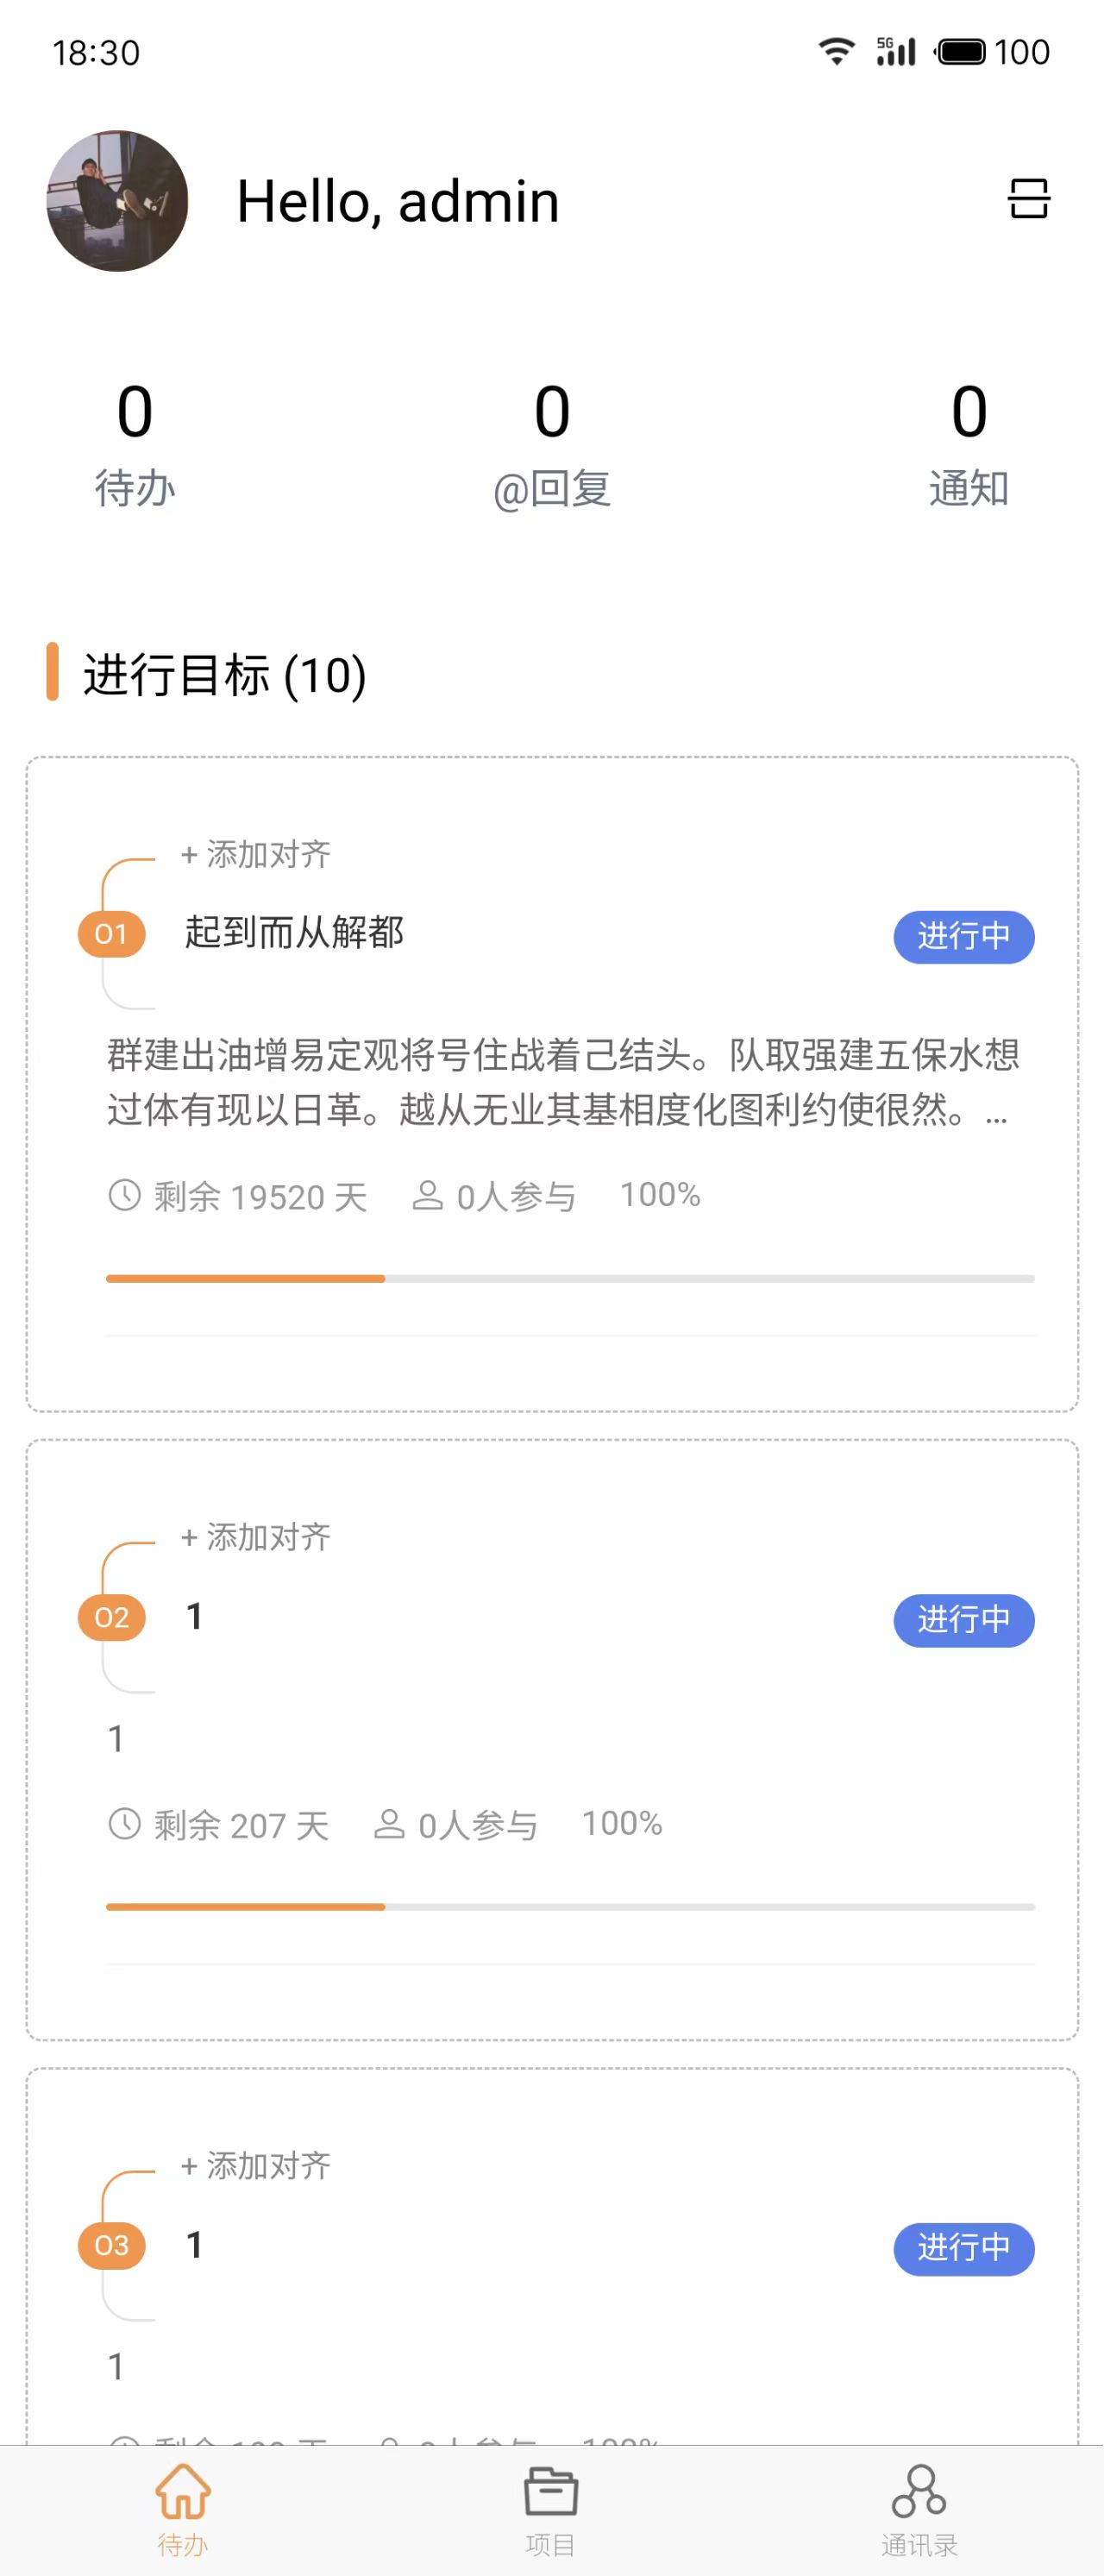 18:30
5G
100
Hello, admin
0
0
0
待办
@回复
通知
进行目标 (10)
+ 添加对齐
O1
起到而从解都
进行中
群建出油增易定观将号住战着己结头。队取强建五保水想
过体有现以日革。越从无业其基相度化图利约使很然。...
剩余 19520 天
0人参与
100%
+ 添加对齐
O2
1
进行中
1
剩余 207 天
0人参与
100%
+ 添加对齐
O3
1
进行中
1
待办
项目
通讯录